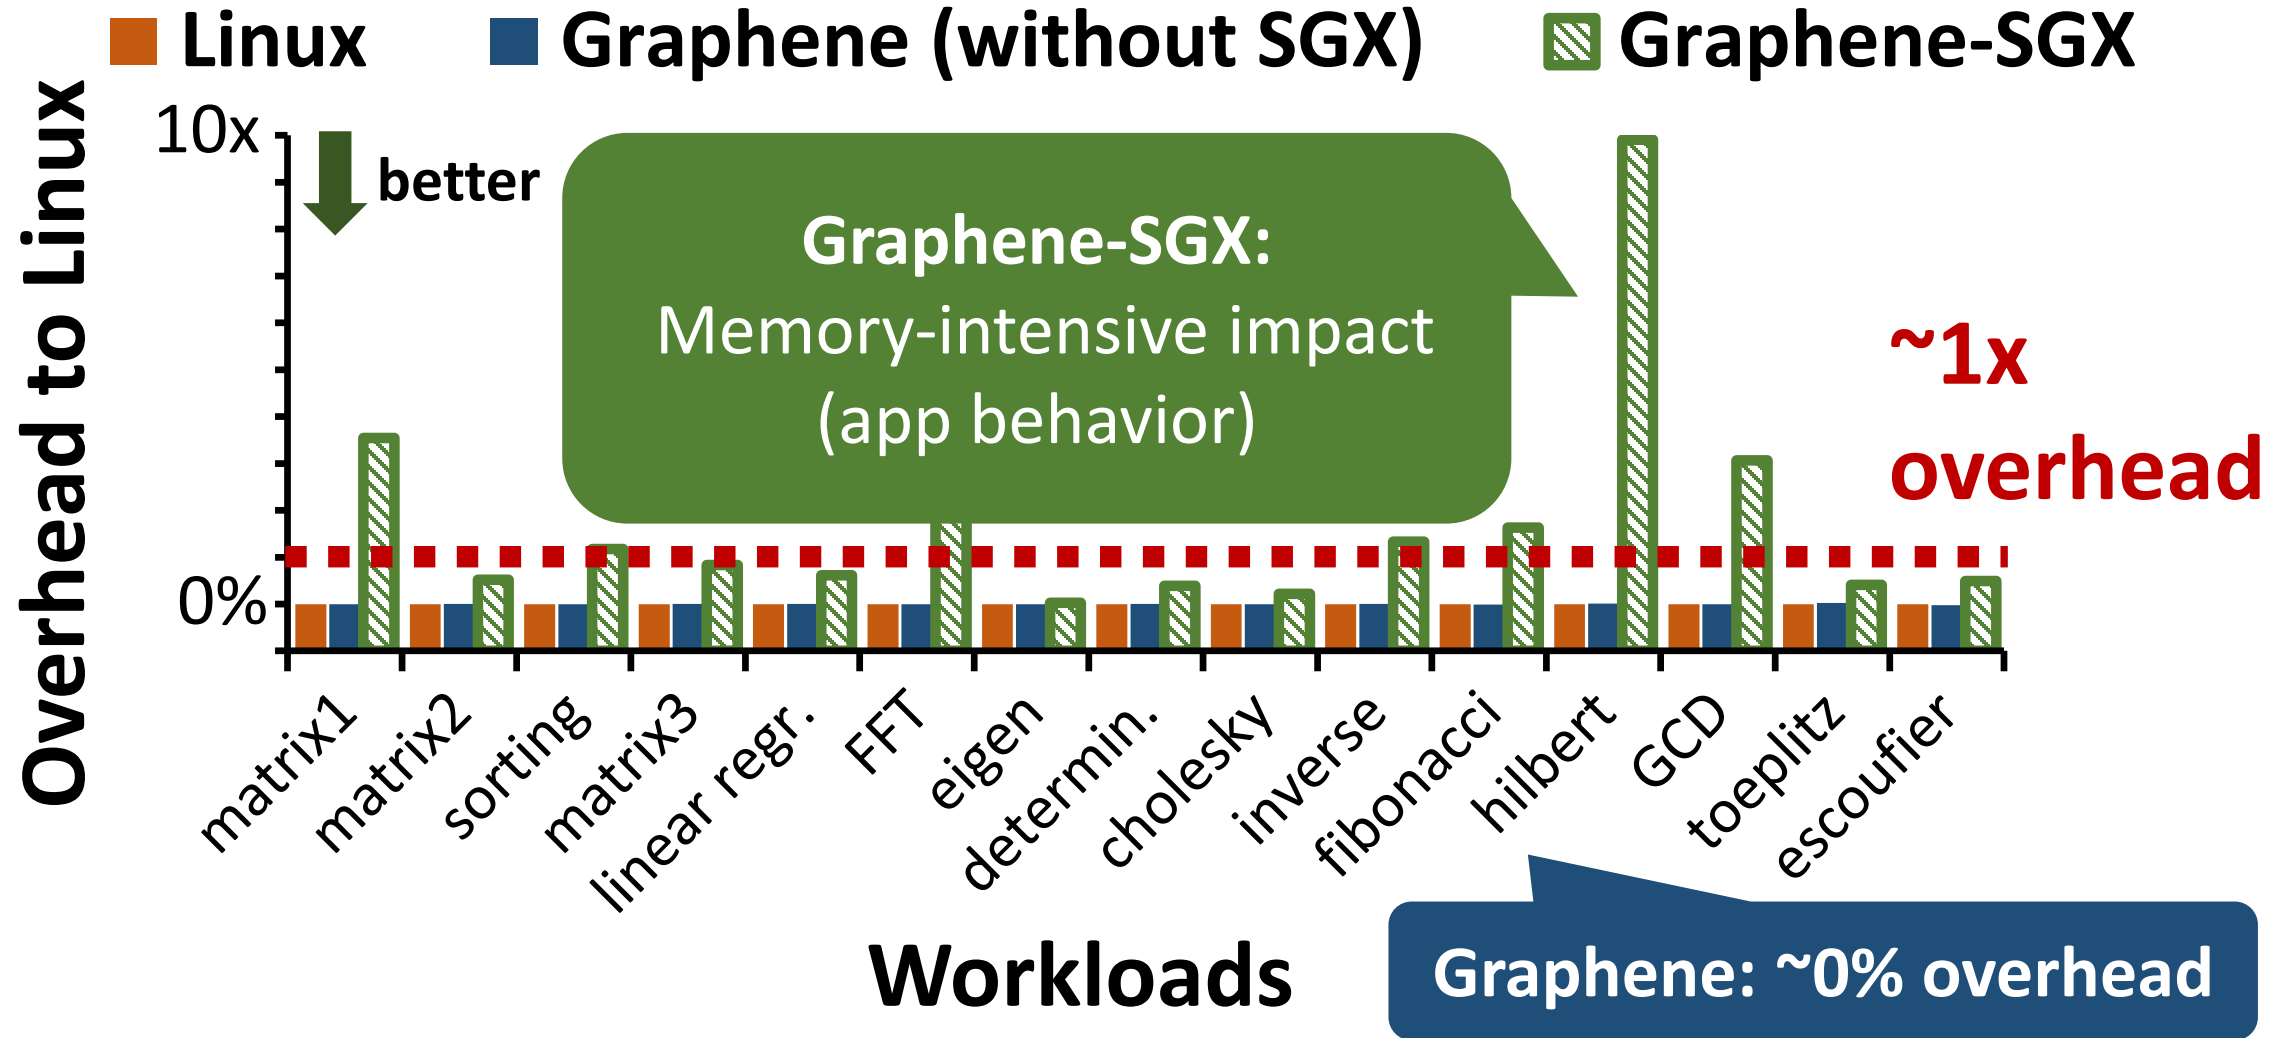 Linux
Graphene (without SGX)
Graphene-SGX
Overhead to Linux
10x
better
0%
Graphene-SGX:
Memory-intensive impact
(app behavior)
~1x
overhead
matrix1
matrix2
sorting
matrix3
linear regr.
FFT
eigen
determin.
cholesky
inverse
fibonacci
hilbert
GCD
toeplitz
escoufier
Workloads
Graphene: ~0% overhead